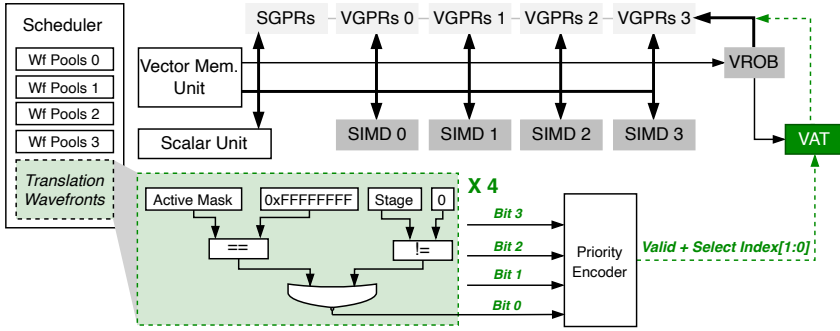 Scheduler
Wf Pools 0
Wf Pools 1
Wf Pools 2
Wf Pools 3
Translation
Wavefronts
SGPRs
VGPRs 0
VGPRs 1
VGPRs 2
VGPRs 3
Vector Mem.
Unit
VROB
Scalar Unit
SIMD 0
SIMD 1
SIMD 2
SIMD 3
VAT
X 4
Active Mask
0xFFFFFFFF
Stage
0
==
!=
Bit 3
Bit 2
Bit 1
Bit 0
Priority
Encoder
Valid + Select Index[1:0]